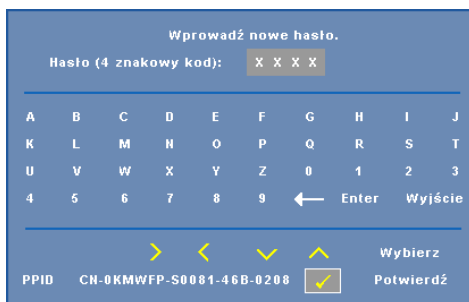 Wprowadź nowe hasło.
Hasło (4 znakowy kod): X X X X
A B C D E F G H I J
K L M N O P Q R S T
U V W X Y Z 0 1 2 3
4 5 6 7 8 9 Enter Wyjście
Wybierz
PPID CN-0KMWFP-S0081-46B-0208 Potwierdź